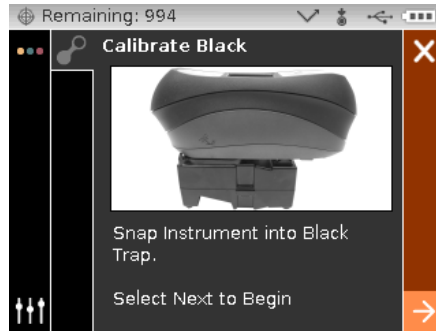 Remaining: 994
Calibrate Black
Snap Instrument into Black
Trap.
Select Next to Begin